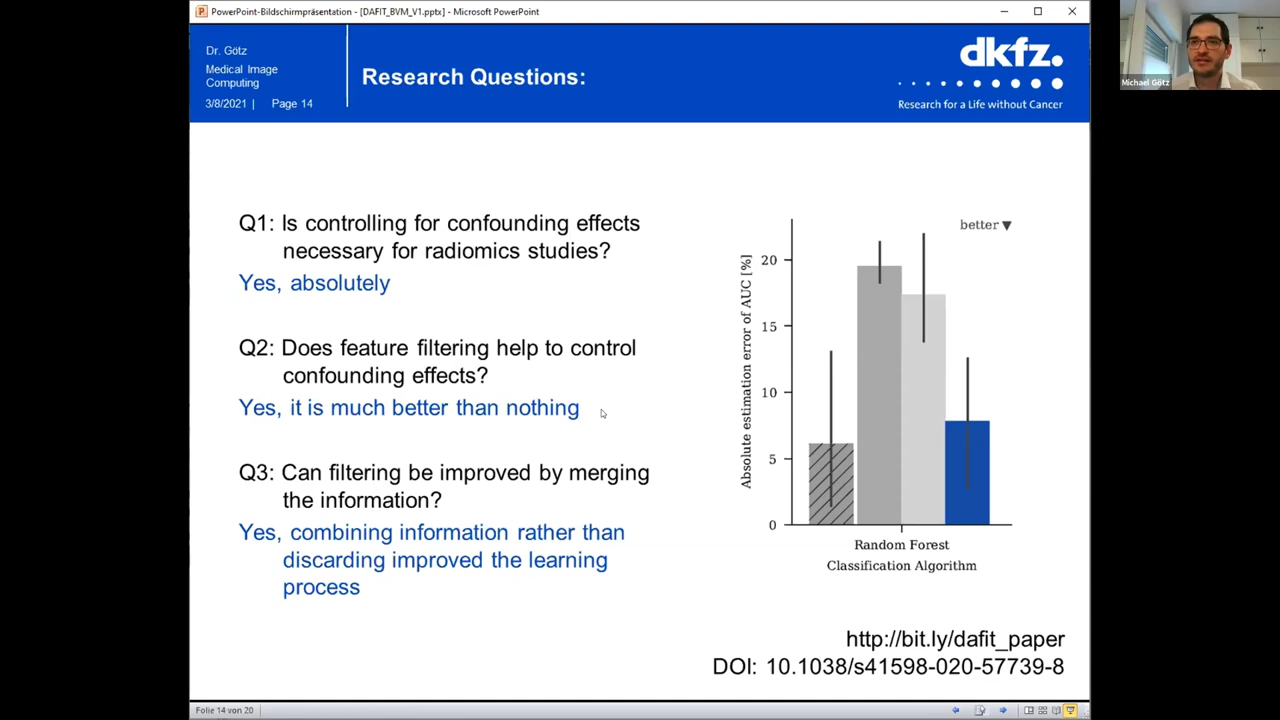 PowerPoint-Bildschirmpräsentation - [DAFIT_BVM_V1.pptx] - Microsoft PowerPoint
Dr. Götz
Medical Image
Computing
3/8/2021 | Page 14
Research Questions:
dkfz.
Research for a Life without Cancer
Michael Götz
Q1: Is controlling for confounding effects
necessary for radiomics studies?
Yes, absolutely
Q2: Does feature filtering help to control
confounding effects?
Yes, it is much better than nothing
Q3: Can filtering be improved by merging
the information?
Yes, combining information rather than
discarding improved the learning
process
better ▼
Absolute estimation error of AUC [%]
20
15
10
5
0
Random Forest
Classification Algorithm
http://bit.ly/dafit_paper
DOI: 10.1038/s41598-020-57739-8
Folie 14 von 20